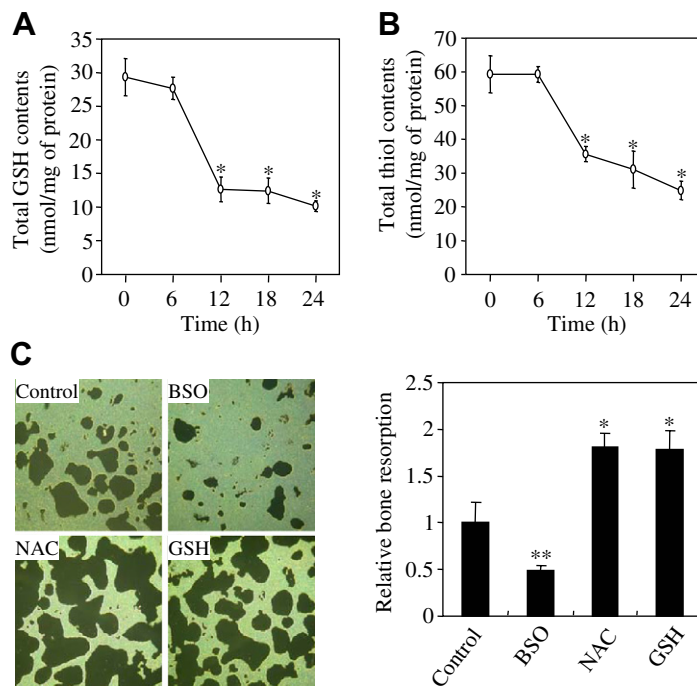 A
Total GSH contents
(nmol/mg of protein)
35
30
25
20
15
10
5
0
*
*
*
0 6 12 18 24
Time (h)
B
Total thiol contents
(nmol/mg of protein)
70
60
50
40
30
20
10
0
*
*
*
0 6 12 18 24
Time (h)
C
Control
BSO
NAC
GSH
Relative bone resorption
2.5
2
1.5
1
0.5
0
**
*
*
Control
BSO
NAC
GSH